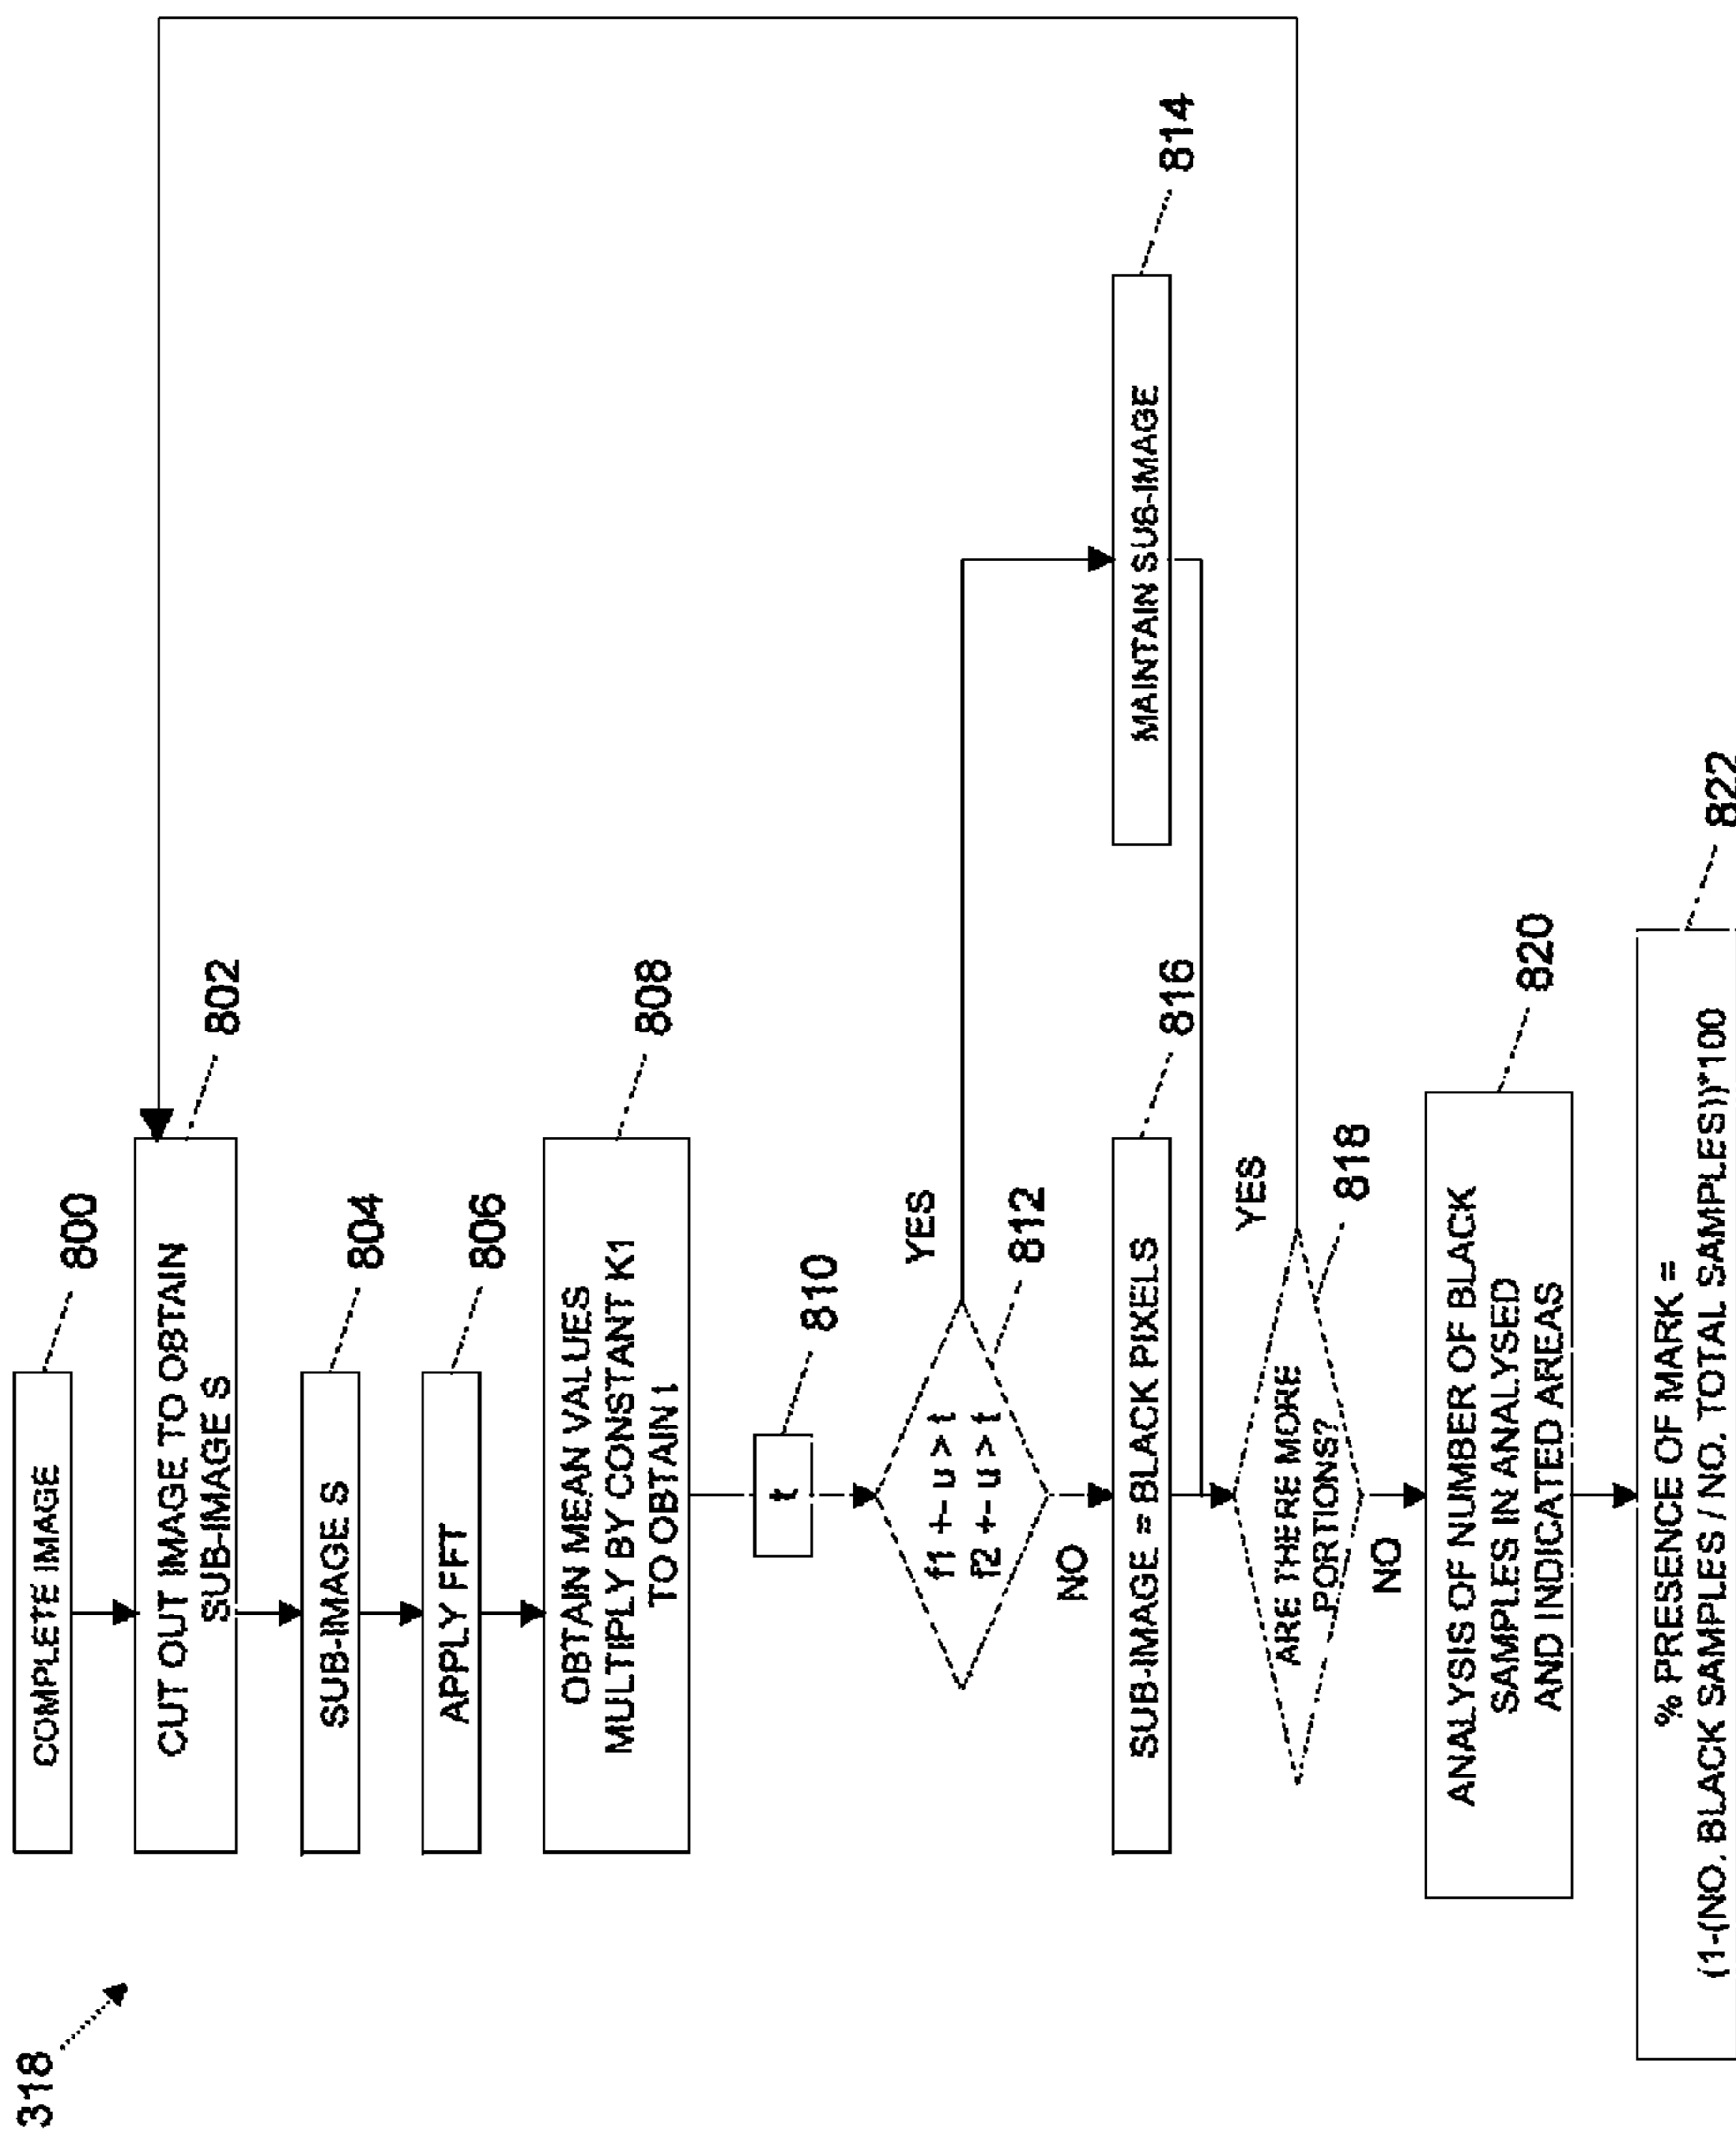 318
COMPLETE IMAGE
800
CUT OUT IMAGE TO OBTAIN
SUB-IMAGE S
802
SUB-IMAGE S
804
APPLY FFT
806
OBTAIN MEAN VALUES
MULTIPLY BY CONSTANT K1
TO OBTAIN t
808
t
810
f1 +- u > t
f2 +- u > t
812
YES
NO
MAINTAIN SUB-IMAGE
814
SUB-IMAGE = BLACK PIXELS
816
ARE THERE MORE
PORTIONS?
818
YES
NO
ANALYSIS OF NUMBER OF BLACK
SAMPLES IN ANALYSED
AND INDICATED AREAS
820
% PRESENCE OF MARK =
(1-(NO. BLACK SAMPLES / NO. TOTAL SAMPLES))*100
822